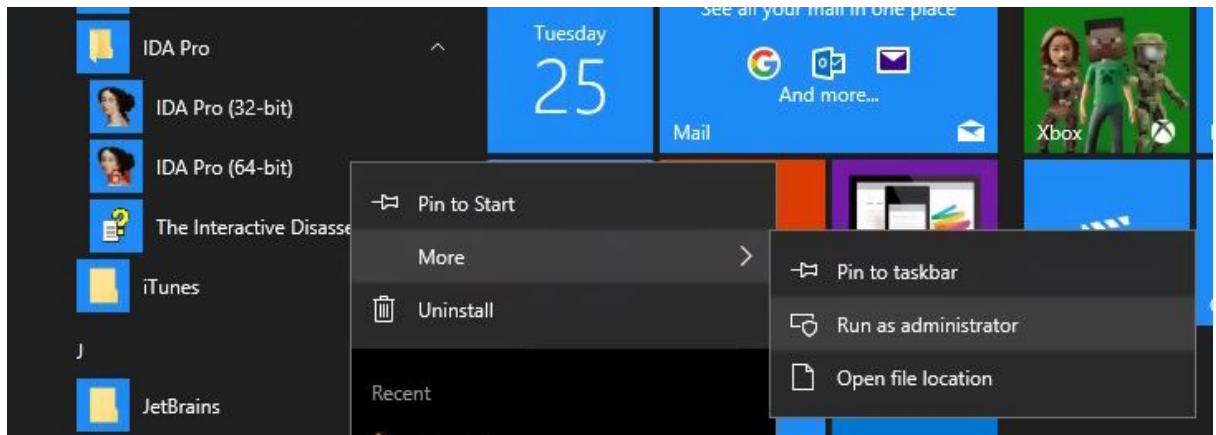 IDA Pro
IDA Pro (32-bit)
IDA Pro (64-bit)
The Interactive Disasse
iTunes
J
JetBrains
Tuesday
25
See all your mail in one place
And more...
Mail
Xbox
Pin to Start
More
Uninstall
Recent
Pin to taskbar
Run as administrator
Open file location